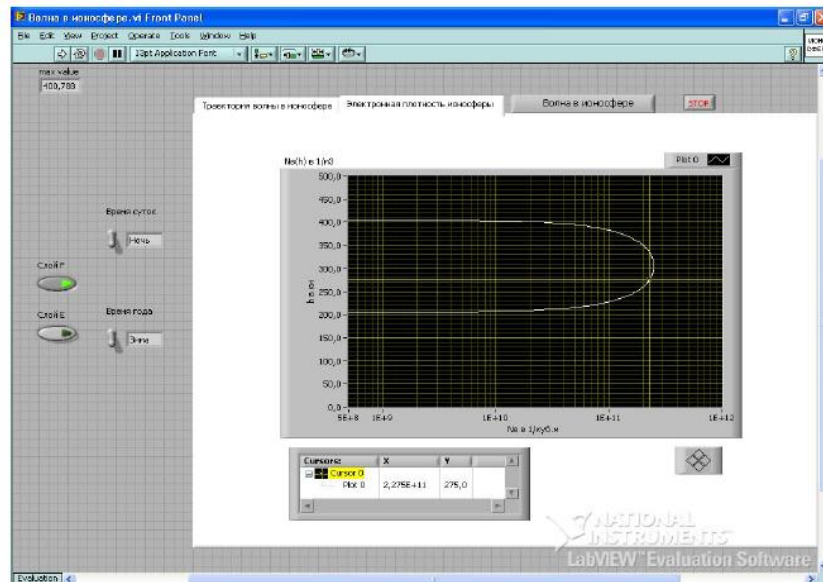 Волна в ионосфере.vi Front Panel
File Edit View Project Operate Tools Window Help
13pt Application Font
max value
400,788
Траектория волны в ионосфере
Электронная плотность ионосферы
Волна в ионосфере
STOP
Ne(h) в 1/м3
Plot 0
500,0
450,0
400,0
350,0
300,0
250,0
200,0
150,0
100,0
50,0
0,0
h в км
5E+8 1E+9 1E+10 1E+11 1E+12
Ne в 1/куб.м
Время суток
Ночь
Слой F
Слой E
Время года
Зима
Cursors: X Y
Cursor 0
Plot 0 2,275E+11 275,0
NATIONAL INSTRUMENTS
LabVIEW™ Evaluation Software
Evaluation